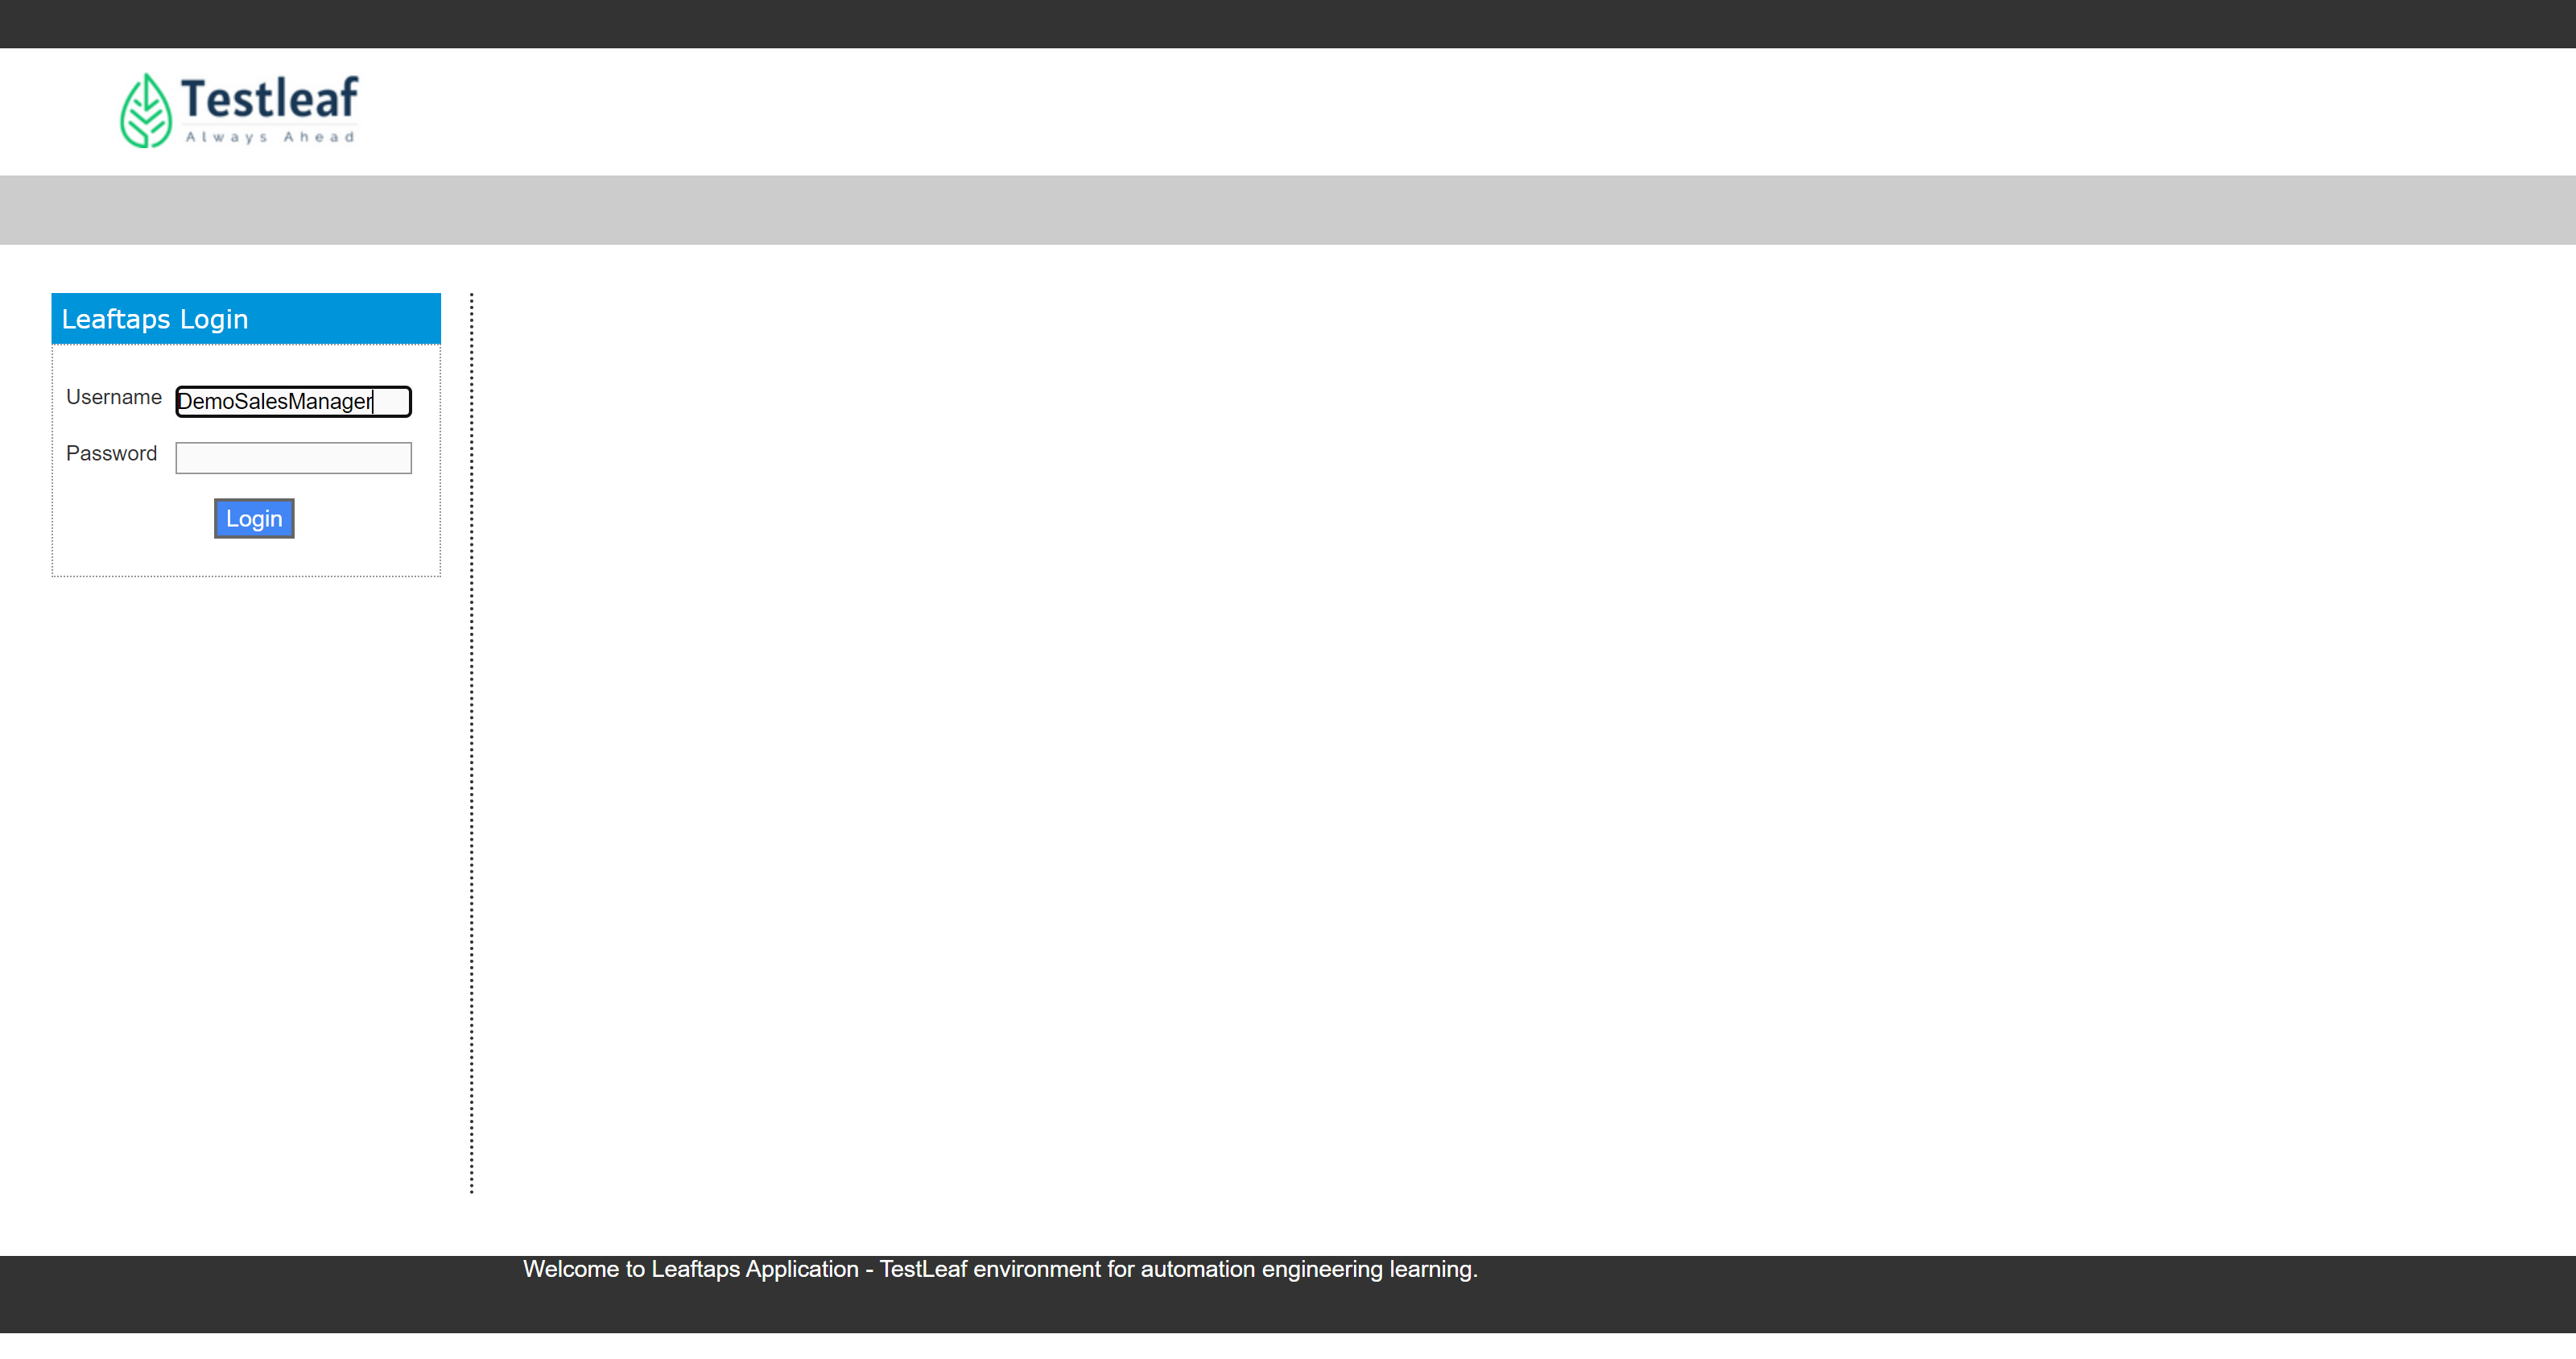 Testleaf
Always Ahead
Leaftaps Login
Username DemoSalesManager
Password
Login
Welcome to Leaftaps Application - TestLeaf environment for automation engineering learning.